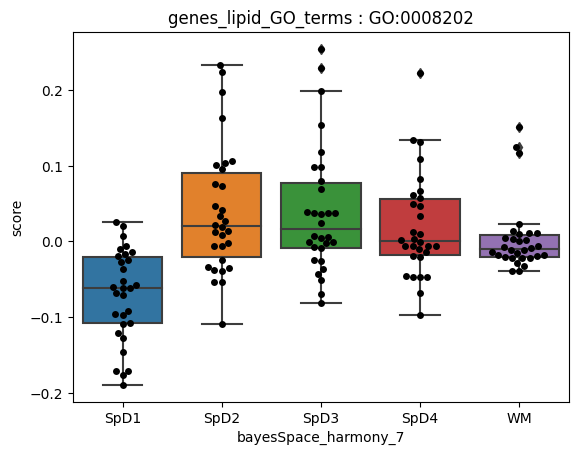 genes_lipid_GO_terms : GO:0008202
0.2
0.1
0.0
−0.1
−0.2
score
SpD1 SpD2 SpD3 SpD4 WM
bayesSpace_harmony_7